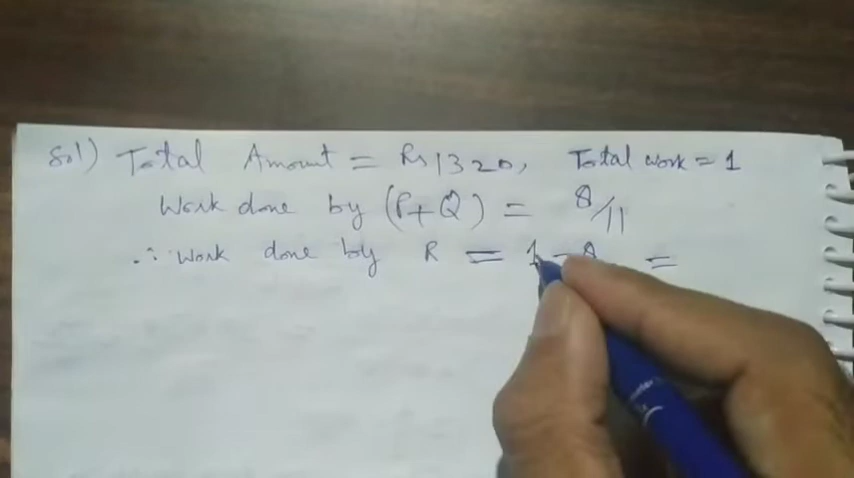 Sol) Total Amount = Rs 1320, Total work = 1
Work done by (P+Q) = 8/11
∴ Work done by R = 1 - 8 =